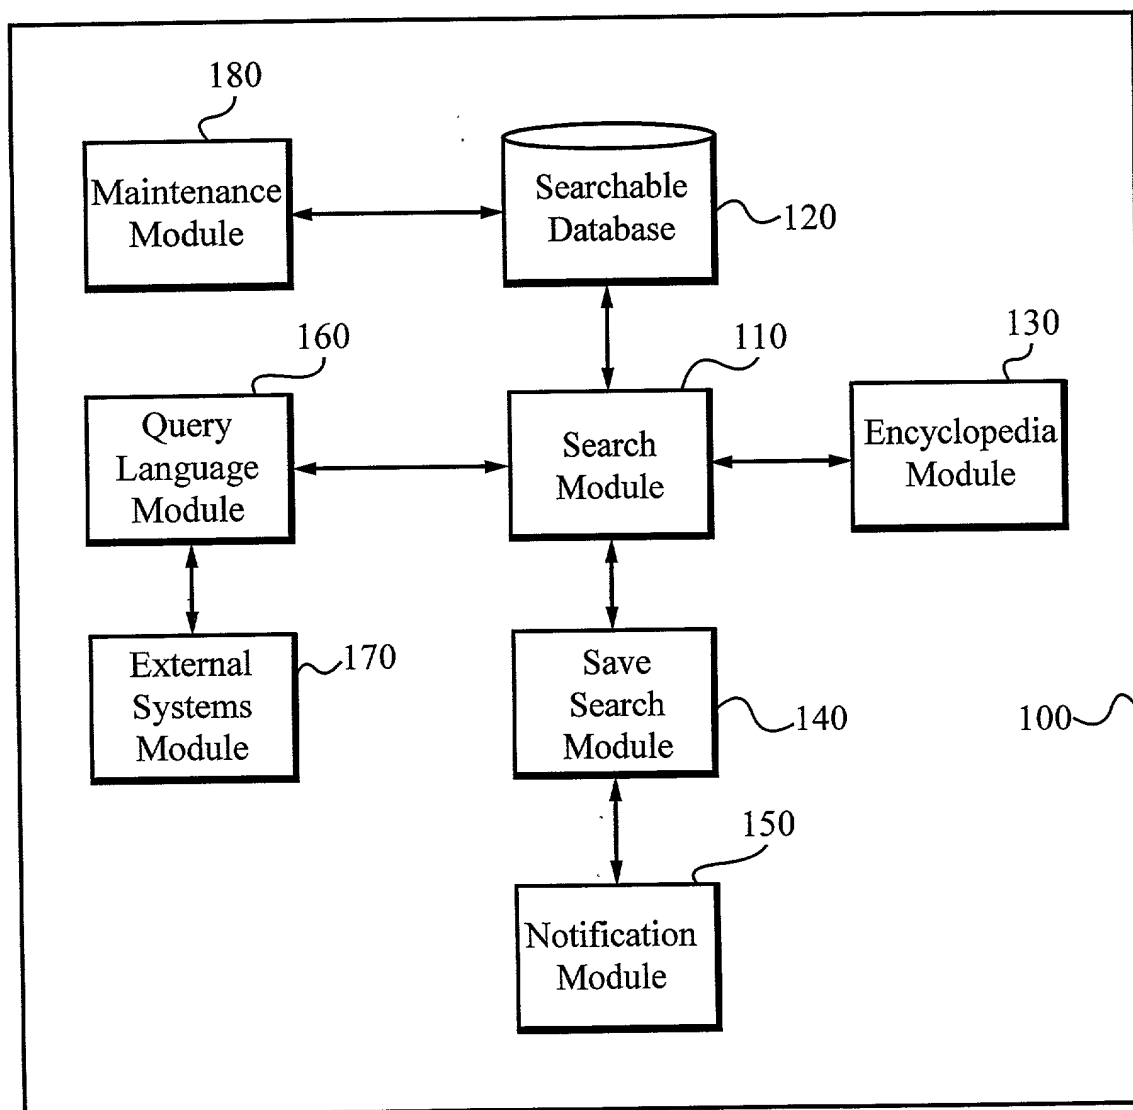 180
Maintenance
Module
Searchable
Database
120
160
110
130
Query
Language
Module
Search
Module
Encyclopedia
Module
External
Systems
Module
170
Save
Search
Module
140
100
150
Notification
Module